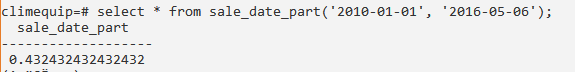 climequip=# select * from sale_date_part('2010-01-01', '2016-05-06');
sale_date_part
-------------------
0.432432432432432